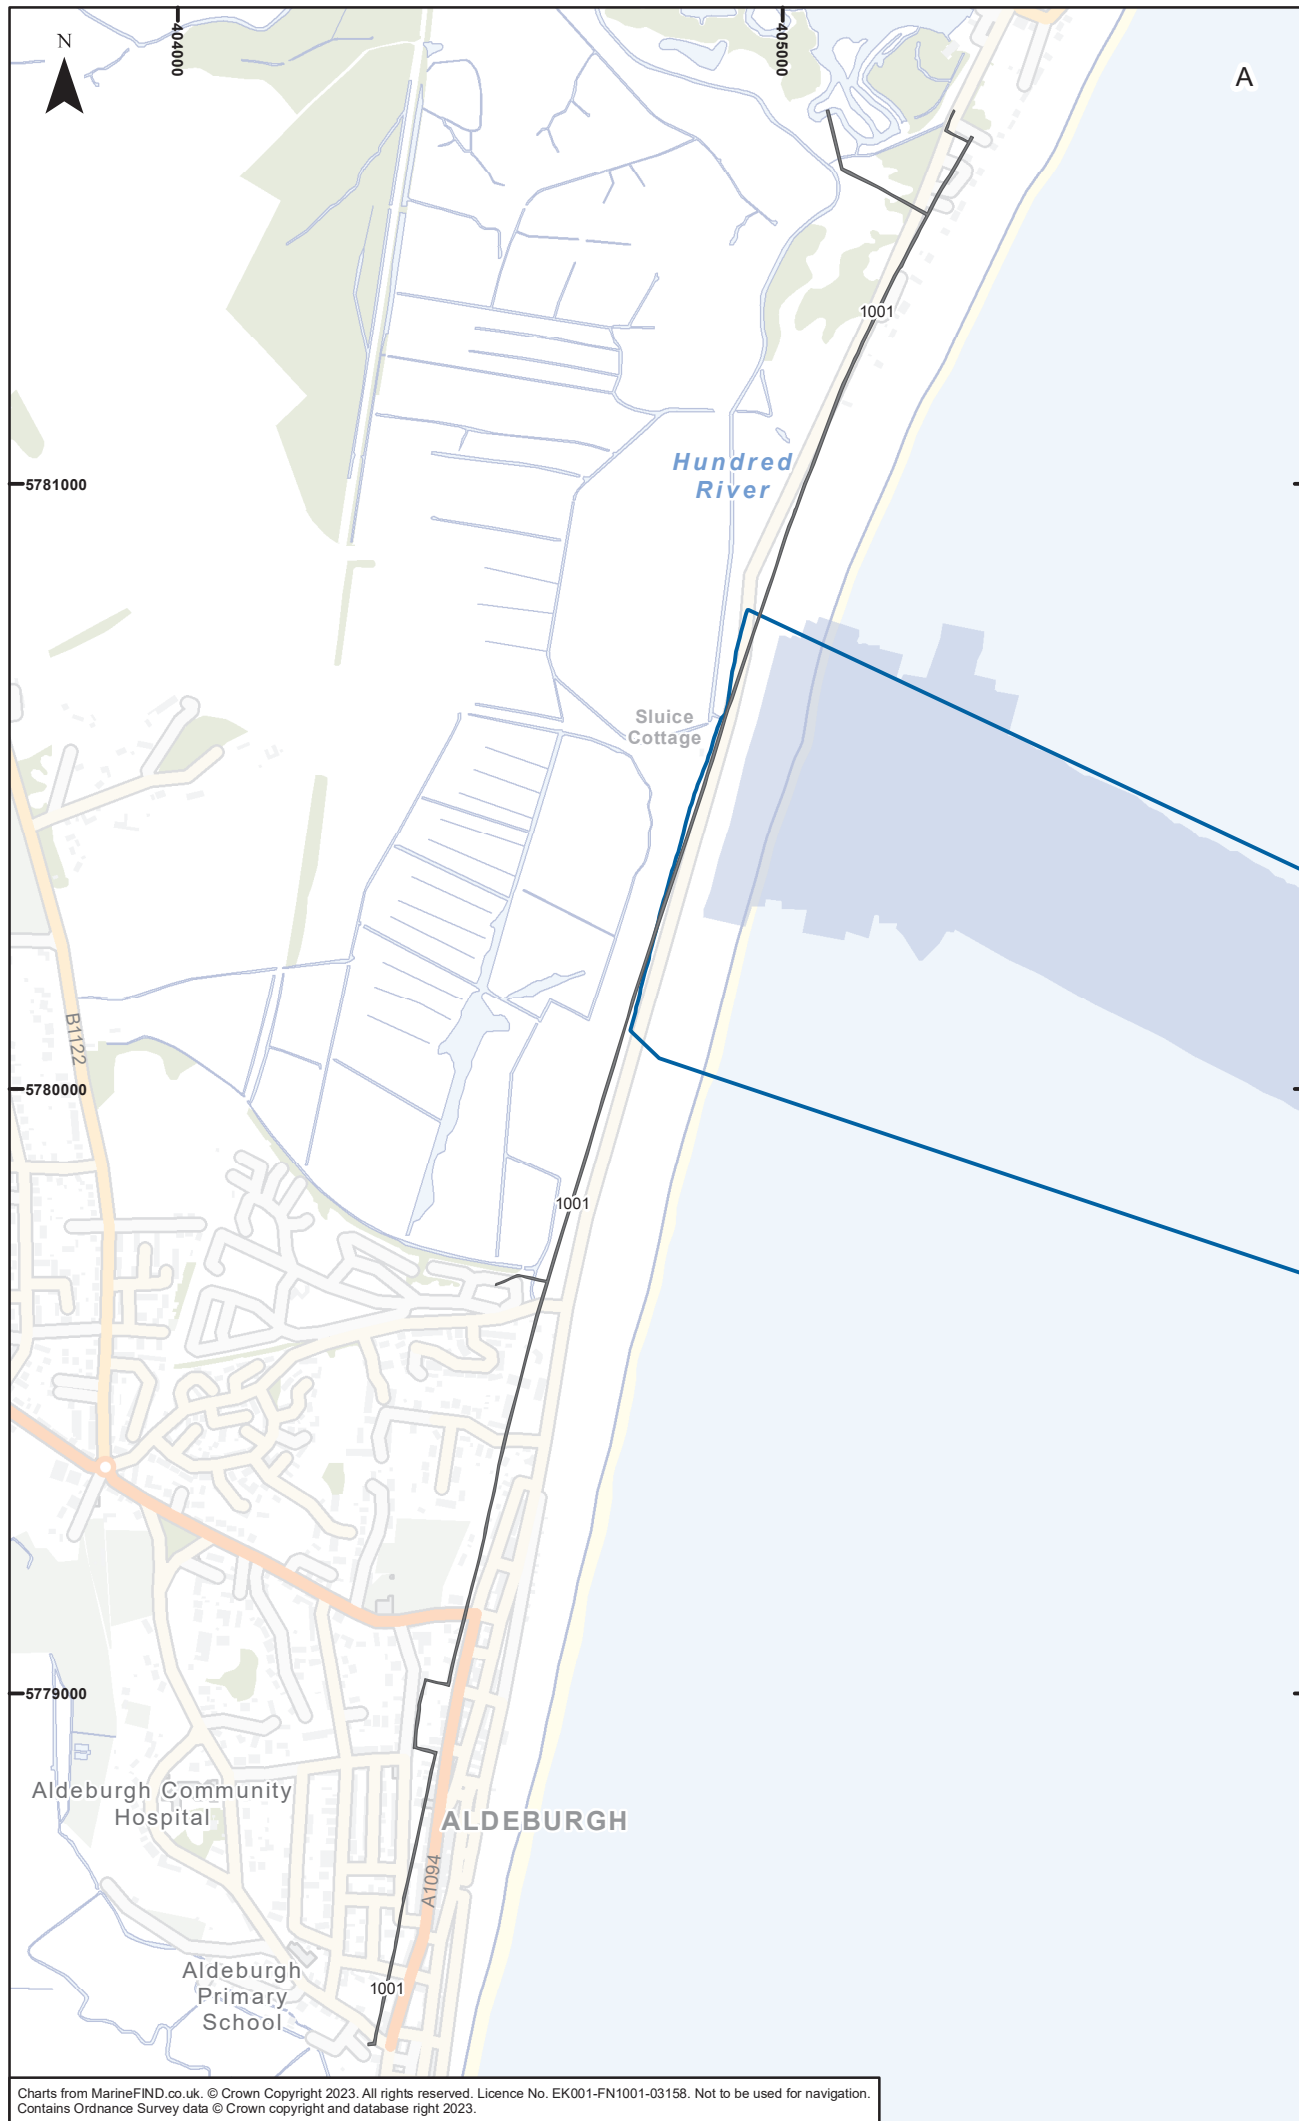 N
404000
405000
A
1001
Hundred
River
5781000
Sluice
Cottage
B1122
5780000
1001
5779000
Aldeburgh Community
Hospital
ALDEBURGH
A1094
Aldeburgh
Primary
School
1001
Charts from MarineFIND.co.uk. © Crown Copyright 2023. All rights reserved. Licence No. EK001-FN1001-03158. Not to be used for navigation.
Contains Ordnance Survey data © Crown copyright and database right 2023.